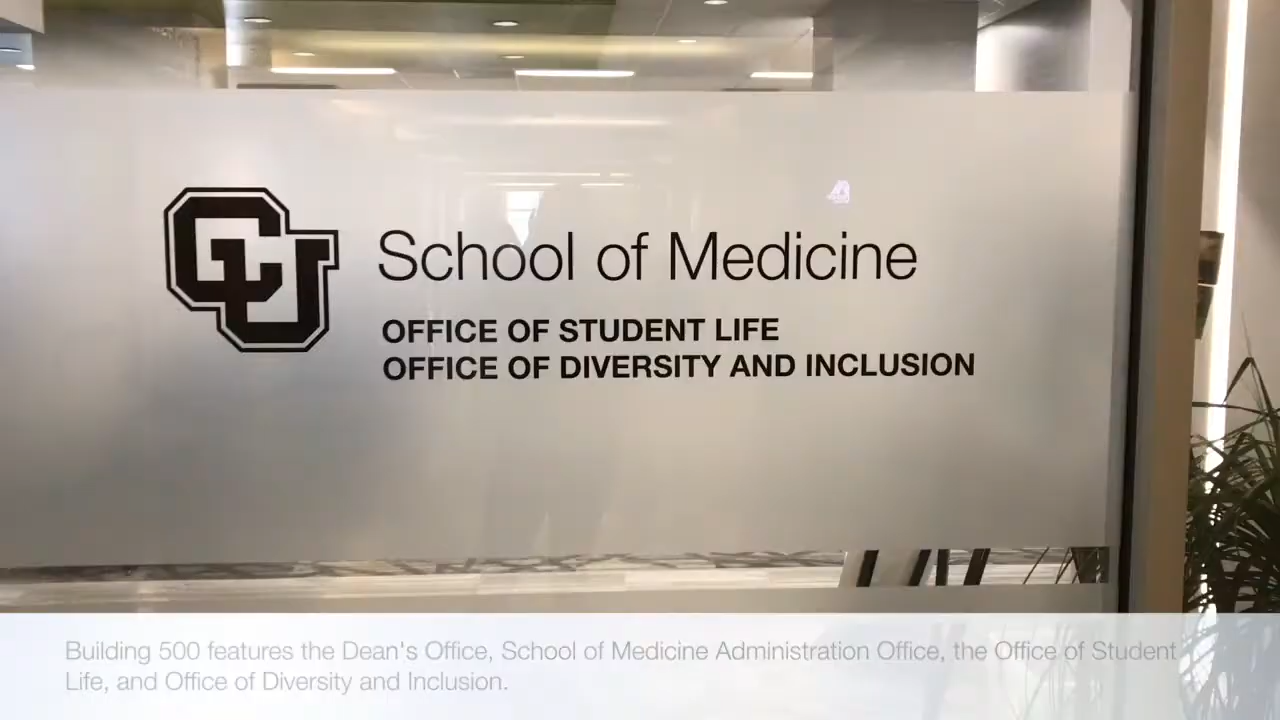 CU
School of Medicine
OFFICE OF STUDENT LIFE
OFFICE OF DIVERSITY AND INCLUSION
Building 500 features the Dean's Office, School of Medicine Administration Office, the Office of Student
Life, and Office of Diversity and Inclusion.